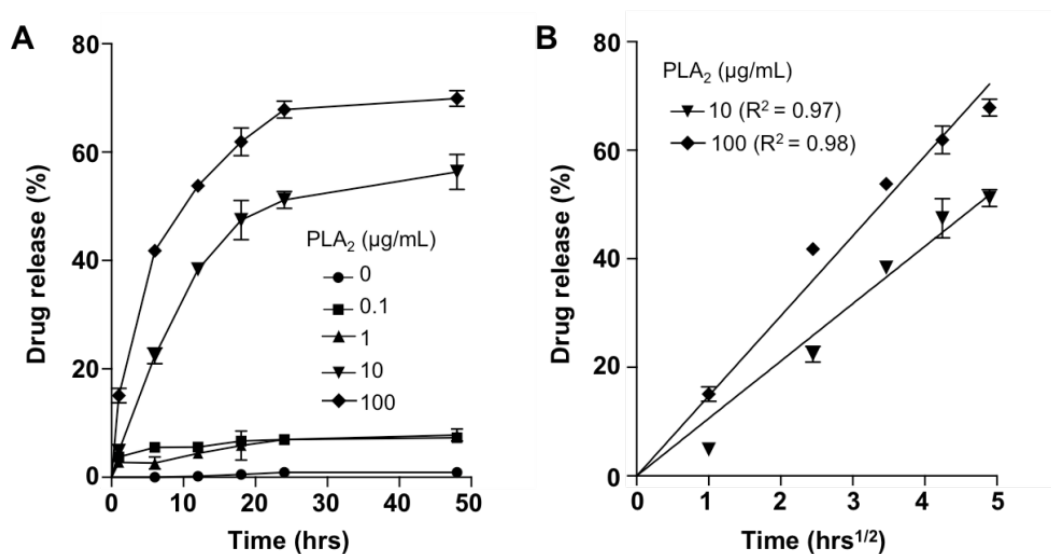 A
Drug release (%)
80
60
40
20
0
PLA₂ (µg/mL)
0
0.1
1
10
100
0 10 20 30 40 50
Time (hrs)
B
Drug release (%)
80
60
40
20
0
PLA₂ (µg/mL)
10 (R² = 0.97)
100 (R² = 0.98)
0 1 2 3 4 5
Time (hrs¹ᐟ²)